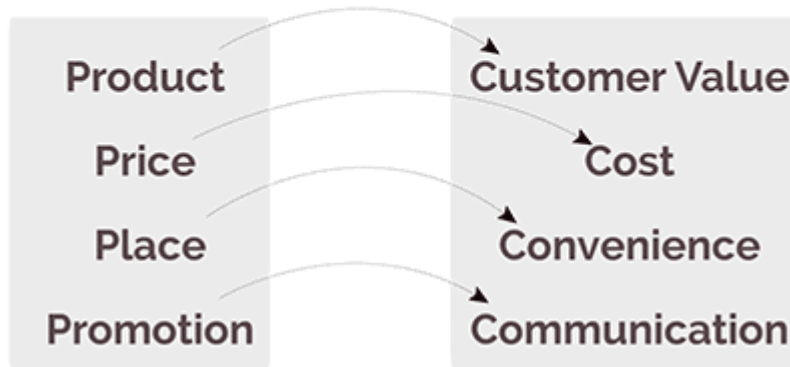 Product
Customer Value
Price
Cost
Place
Convenience
Promotion
Communication